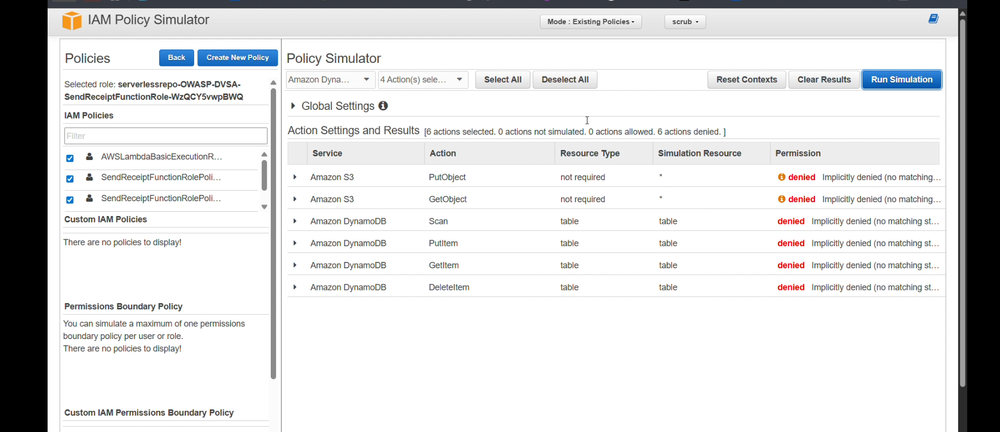 IAM Policy Simulator
Mode : Existing Policies
scrub
Policies
Back
Create New Policy
Policy Simulator
Selected role: serverlessrepo-OWASP-DVSA-
SendReceiptFunctionRole-WzQCY5vwpBWQ
IAM Policies
Filter
AWSLambdaBasicExecutionR...
SendReceiptFunctionRolePoli...
SendReceiptFunctionRolePoli...
Custom IAM Policies
There are no policies to display!
Permissions Boundary Policy
You can simulate a maximum of one permissions
boundary policy per user or role.
There are no policies to display!
Custom IAM Permissions Boundary Policy
Amazon Dyna...
4 Action(s) sele...
Select All
Deselect All
Reset Contexts
Clear Results
Run Simulation
Global Settings
Action Settings and Results [6 actions selected. 0 actions not simulated. 0 actions allowed. 6 actions denied. ]
Service Action Resource Type Simulation Resource Permission
Amazon S3 PutObject not required * denied Implicitly denied (no matching...
Amazon S3 GetObject not required * denied Implicitly denied (no matching...
Amazon DynamoDB Scan table table denied Implicitly denied (no matching st...
Amazon DynamoDB PutItem table table denied Implicitly denied (no matching st...
Amazon DynamoDB GetItem table table denied Implicitly denied (no matching st...
Amazon DynamoDB DeleteItem table table denied Implicitly denied (no matching st...